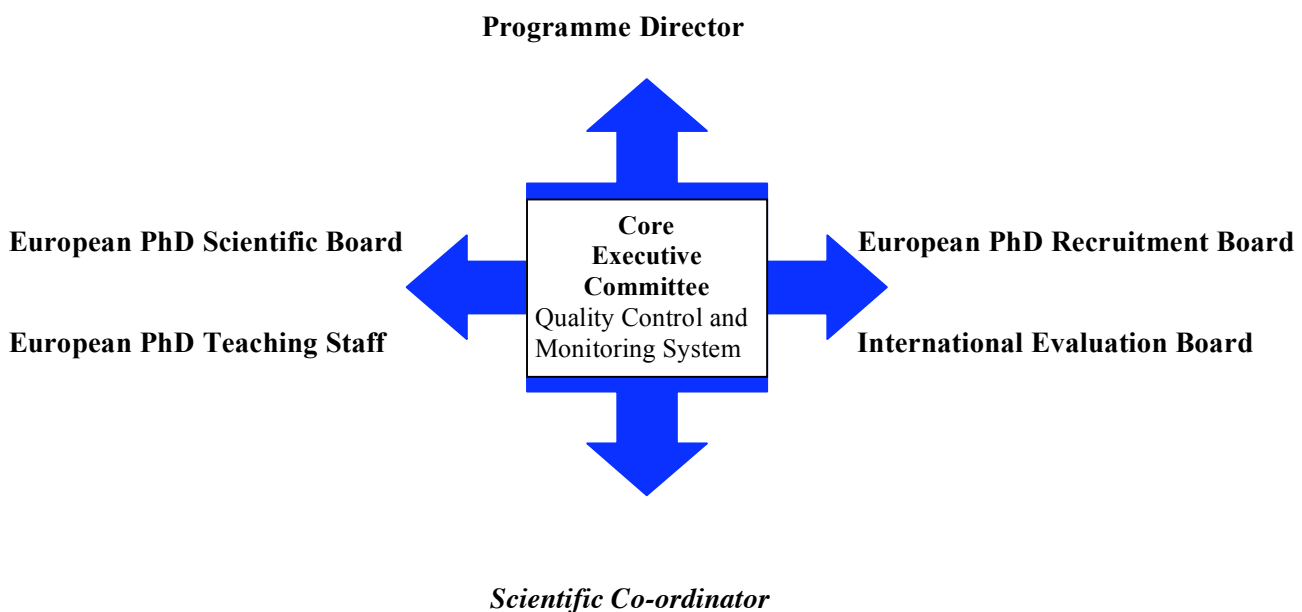 Programme Director
European PhD Scientific Board
European PhD Teaching Staff
Core
Executive
Committee
Quality Control and
Monitoring System
European PhD Recruitment Board
International Evaluation Board
Scientific Co-ordinator